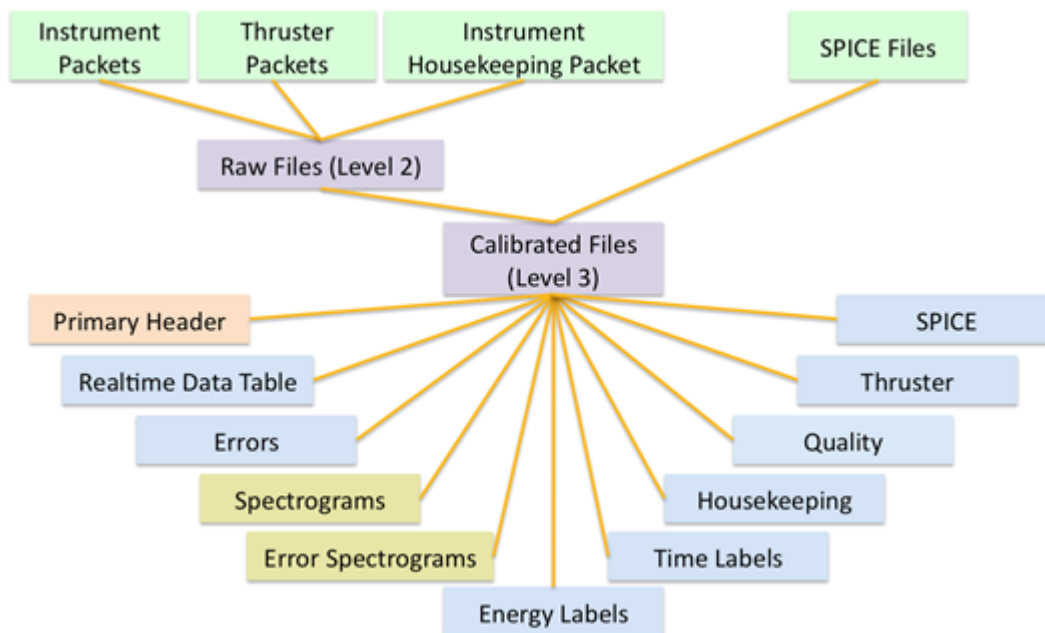 Instrument
Packets
Thruster
Packets
Instrument
Housekeeping Packet
SPICE Files
Raw Files (Level 2)
Calibrated Files
(Level 3)
Primary Header
SPICE
Realtime Data Table
Thruster
Errors
Quality
Spectrograms
Housekeeping
Error Spectrograms
Time Labels
Energy Labels